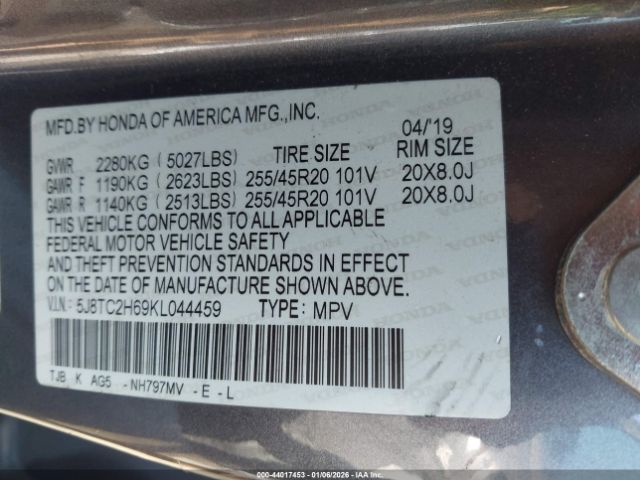 MFD.BY HONDA OF AMERICA MFG.,INC. 04/'19
GVWR 2280KG (5027LBS) TIRE SIZE RIM SIZE
GAWR F 1190KG (2623LBS) 255/45R20 101V 20X8.0J
GAWR R 1140KG (2513LBS) 255/45R20 101V 20X8.0J
THIS VEHICLE CONFORMS TO ALL APPLICABLE
FEDERAL MOTOR VEHICLE SAFETY
AND THEFT PREVENTION STANDARDS IN EFFECT
ON THE DATE OF MANUFACTURE SHOWN ABOVE.
V.I.N.: 5J8TC2H69KL044459 TYPE: MPV
TJB K AG5 -NH797MV -E-L
000-44017453 - 01/06/2026 - IAA Inc.